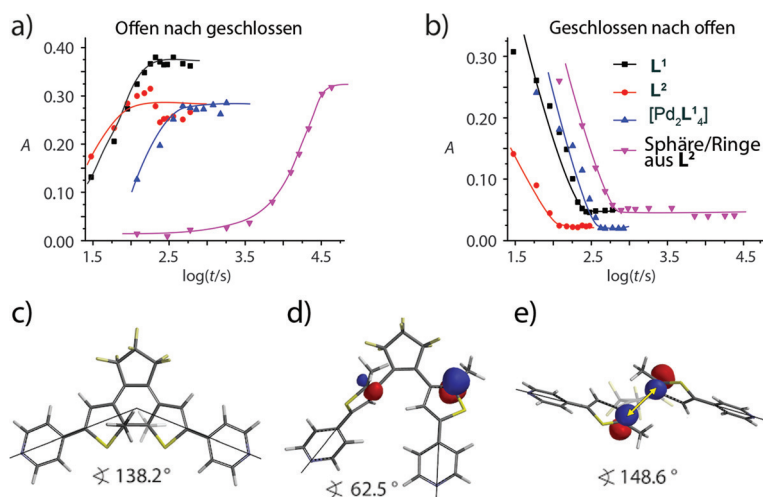 a) Offen nach geschlossen
0.40
0.30
0.20
0.10
0.00
A
1.5 2.5 3.5 4.5
log(t/s)
b) Geschlossen nach offen
0.30
0.20
0.10
0.00
A
1.5 2.5 3.5 4.5
log(t/s)
L¹
L²
[Pd₂L¹₄]
Sphäre/Ringe
aus L²
c)
∢ 138.2°
d)
∢ 62.5°
e)
∢ 148.6°